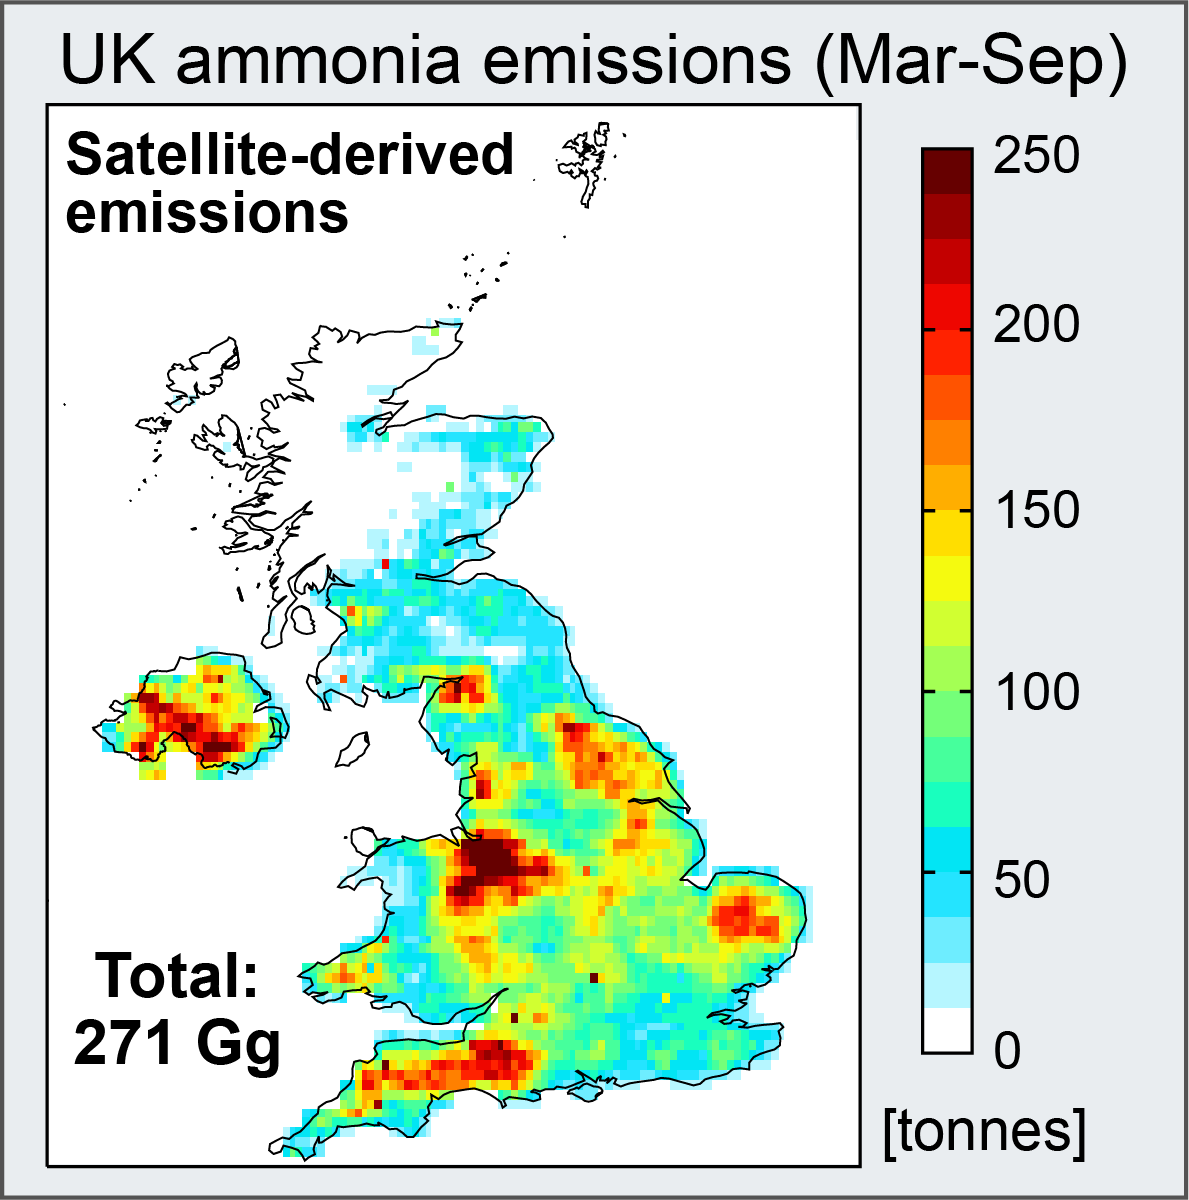 UK ammonia emissions (Mar-Sep)
Satellite-derived
emissions
250
200
150
100
50
0
[tonnes]
Total:
271 Gg